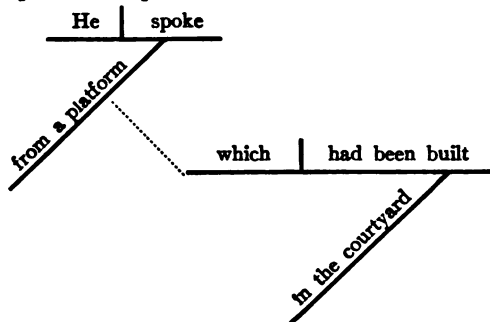 He spoke
from a platform
which had been built
in the courtyard